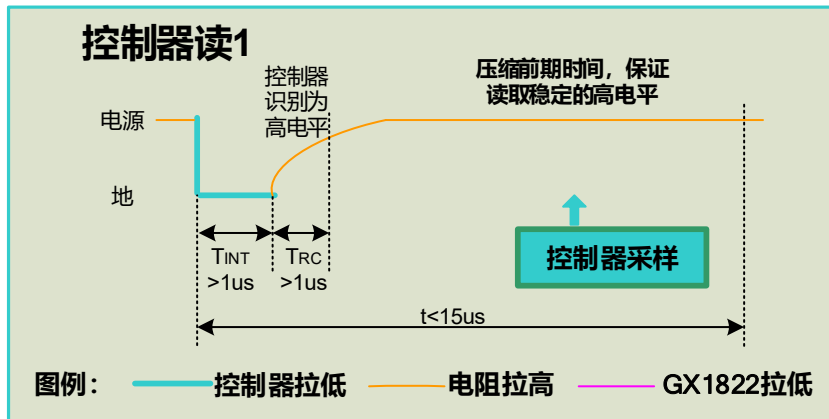 控制器读1
控制器
识别为
高电平
压缩前期时间，保证
读取稳定的高电平
电源
地
TINT
>1us
TRC
>1us
控制器采样
t<15us
图例： 控制器拉低 电阻拉高 GX1822拉低